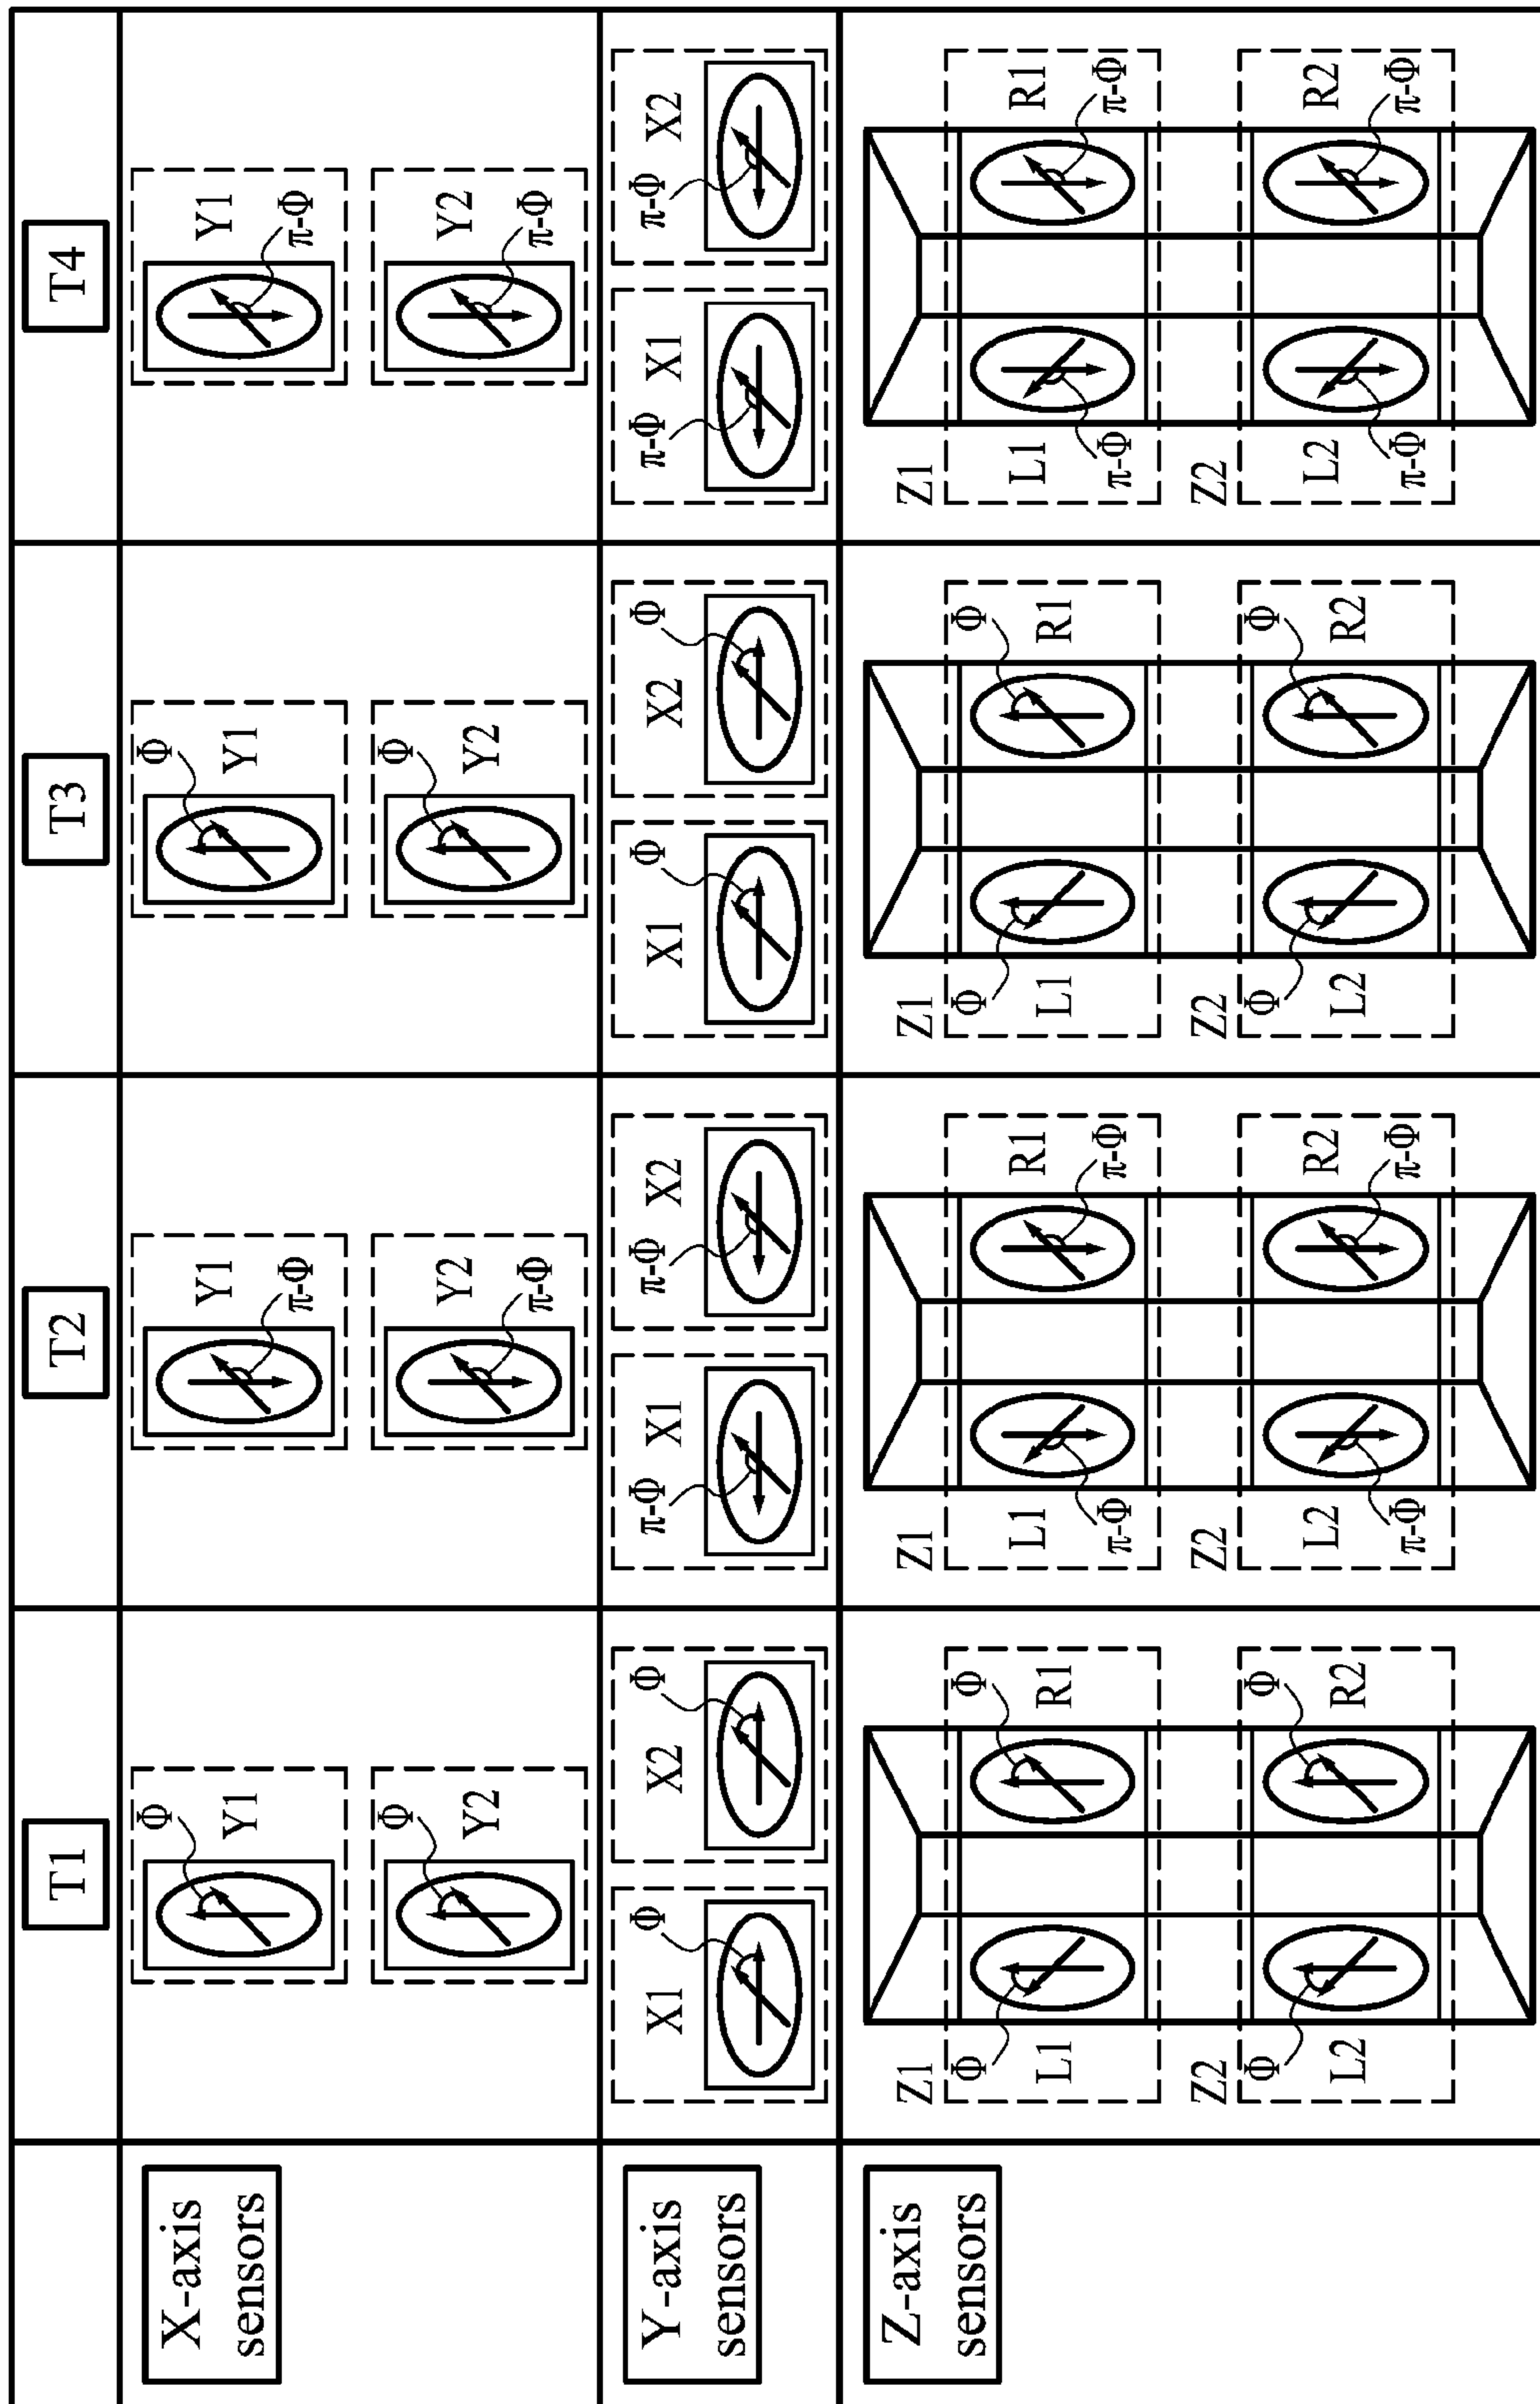 T1
T2
T3
T4
X-axis
sensors
Φ
Y1
Φ
Y2
Y1
π-Φ
Y2
π-Φ
Φ
Y1
Φ
Y2
Y1
π-Φ
Y2
π-Φ
Y-axis
sensors
X1
Φ
X2
Φ
π-Φ
X1
π-Φ
X2
X1
Φ
X2
Φ
π-Φ
X1
π-Φ
X2
Z-axis
sensors
Z1
Φ
Φ
L1
R1
Z2
Φ
Φ
L2
R2
Z1
L1
R1
π-Φ
π-Φ
Z2
L2
R2
π-Φ
π-Φ
Z1
Φ
Φ
L1
R1
Z2
Φ
Φ
L2
R2
Z1
L1
R1
π-Φ
π-Φ
Z2
L2
R2
π-Φ
π-Φ